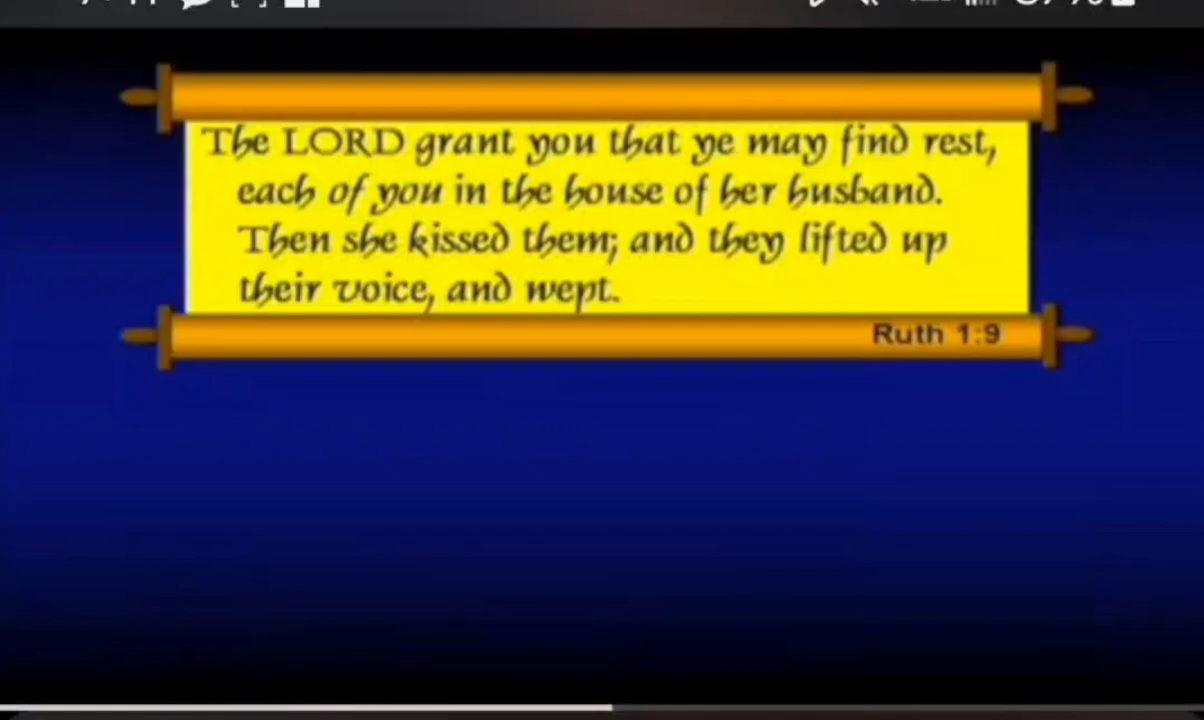 The LORD grant you that ye may find rest,
each of you in the house of her husband.
Then she kissed them; and they lifted up
their voice, and wept.
Ruth 1:9